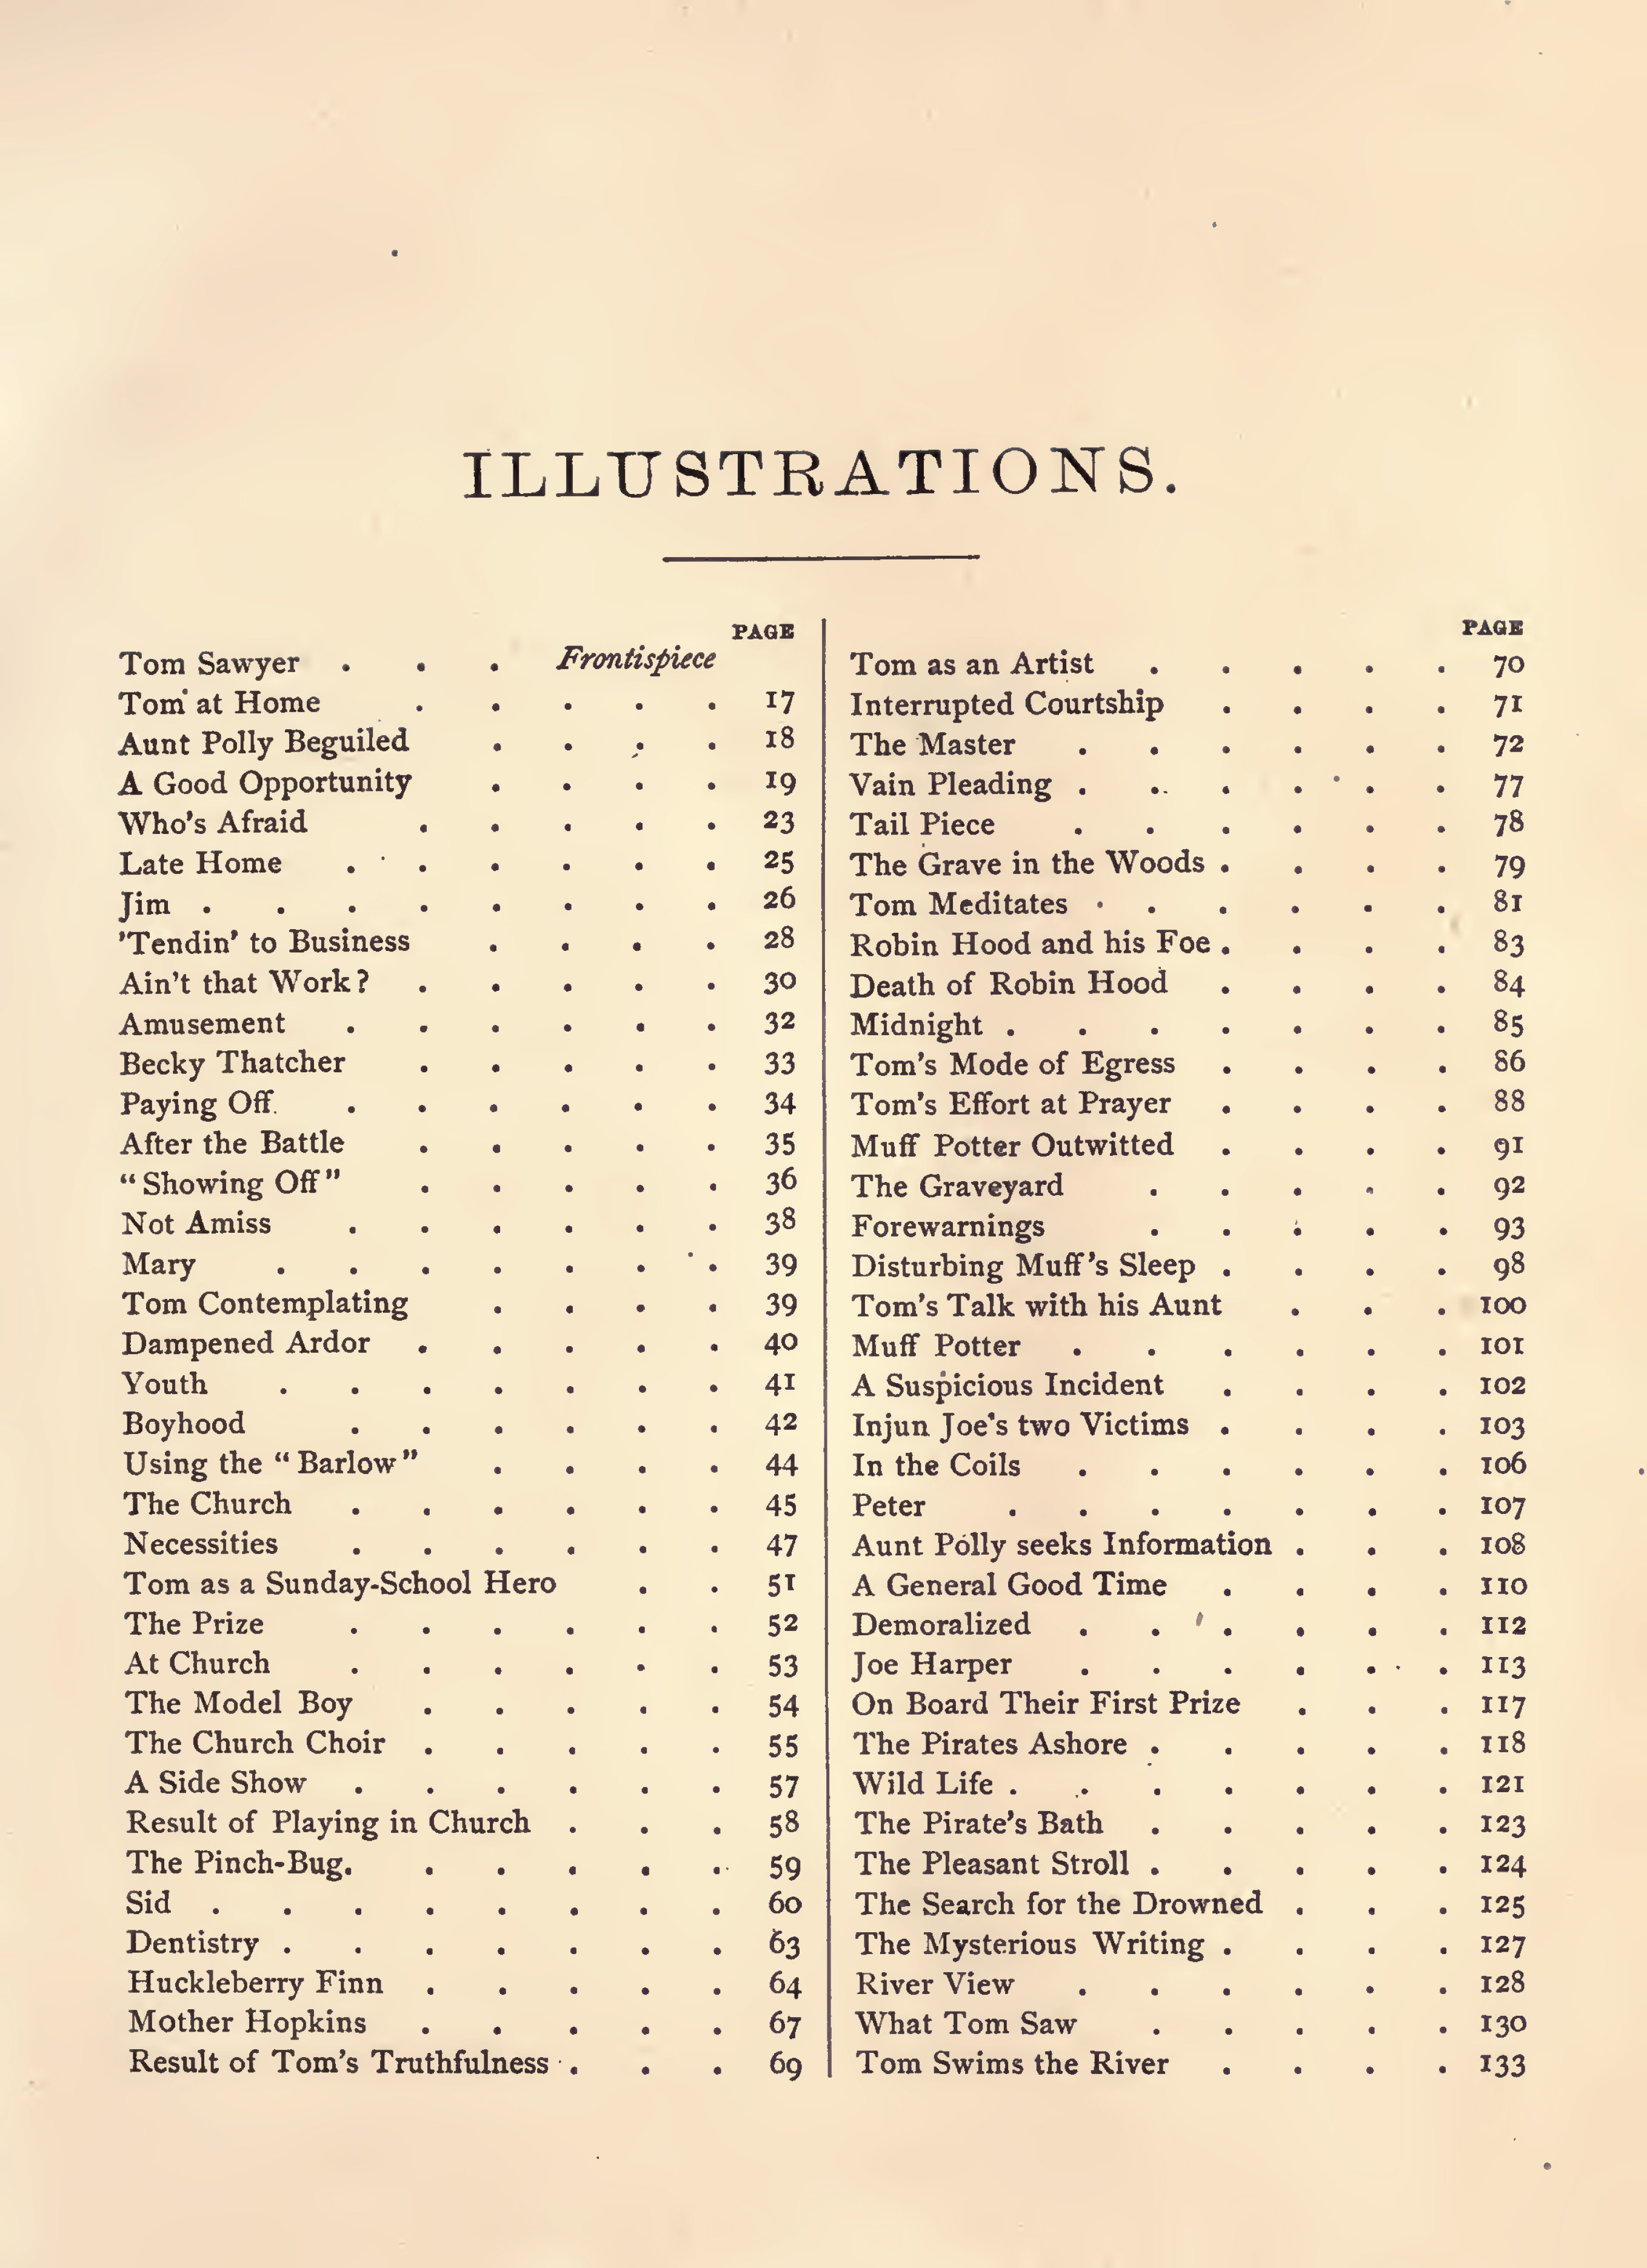 ILLUSTRATIONS.
PAGE
Tom Sawyer . . . Frontispiece
Tom at Home . . . . . 17
Aunt Polly Beguiled . . . . 18
A Good Opportunity . . . . 19
Who's Afraid . . . . . 23
Late Home . . . . . . 25
Jim . . . . . . . . 26
'Tendin' to Business . . . . 28
Ain't that Work? . . . . . 30
Amusement . . . . . . 32
Becky Thatcher . . . . . 33
Paying Off . . . . . . 34
After the Battle . . . . . 35
"Showing Off" . . . . . 36
Not Amiss . . . . . . 38
Mary . . . . . . . 39
Tom Contemplating . . . . 39
Dampened Ardor . . . . . 40
Youth . . . . . . . 41
Boyhood . . . . . . 42
Using the "Barlow" . . . . 44
The Church . . . . . . 45
Necessities . . . . . . 47
Tom as a Sunday-School Hero . . 51
The Prize . . . . . . 52
At Church . . . . . . 53
The Model Boy . . . . . 54
The Church Choir . . . . . 55
A Side Show . . . . . . 57
Result of Playing in Church . . . 58
The Pinch-Bug. . . . . . 59
Sid . . . . . . . . 60
Dentistry . . . . . . . 63
Huckleberry Finn . . . . . 64
Mother Hopkins . . . . . 67
Result of Tom's Truthfulness . . . 69
PAGE
Tom as an Artist . . . . . 70
Interrupted Courtship . . . . 71
The Master . . . . . . 72
Vain Pleading . . . . . . 77
Tail Piece . . . . . . 78
The Grave in the Woods . . . . 79
Tom Meditates . . . . . . 81
Robin Hood and his Foe . . . . 83
Death of Robin Hood . . . . 84
Midnight . . . . . . . 85
Tom's Mode of Egress . . . . 86
Tom's Effort at Prayer . . . . 88
Muff Potter Outwitted . . . . 91
The Graveyard . . . . . 92
Forewarnings . . . . . 93
Disturbing Muff's Sleep . . . . 98
Tom's Talk with his Aunt . . . 100
Muff Potter . . . . . . 101
A Suspicious Incident . . . . 102
Injun Joe's two Victims . . . . 103
In the Coils . . . . . . 106
Peter . . . . . . . 107
Aunt Polly seeks Information . . . 108
A General Good Time . . . . 110
Demoralized . . . . . . 112
Joe Harper . . . . . . 113
On Board Their First Prize . . . 117
The Pirates Ashore . . . . . 118
Wild Life . . . . . . . 121
The Pirate's Bath . . . . . 123
The Pleasant Stroll . . . . . 124
The Search for the Drowned . . . 125
The Mysterious Writing . . . . 127
River View . . . . . . 128
What Tom Saw . . . . . 130
Tom Swims the River . . . . 133